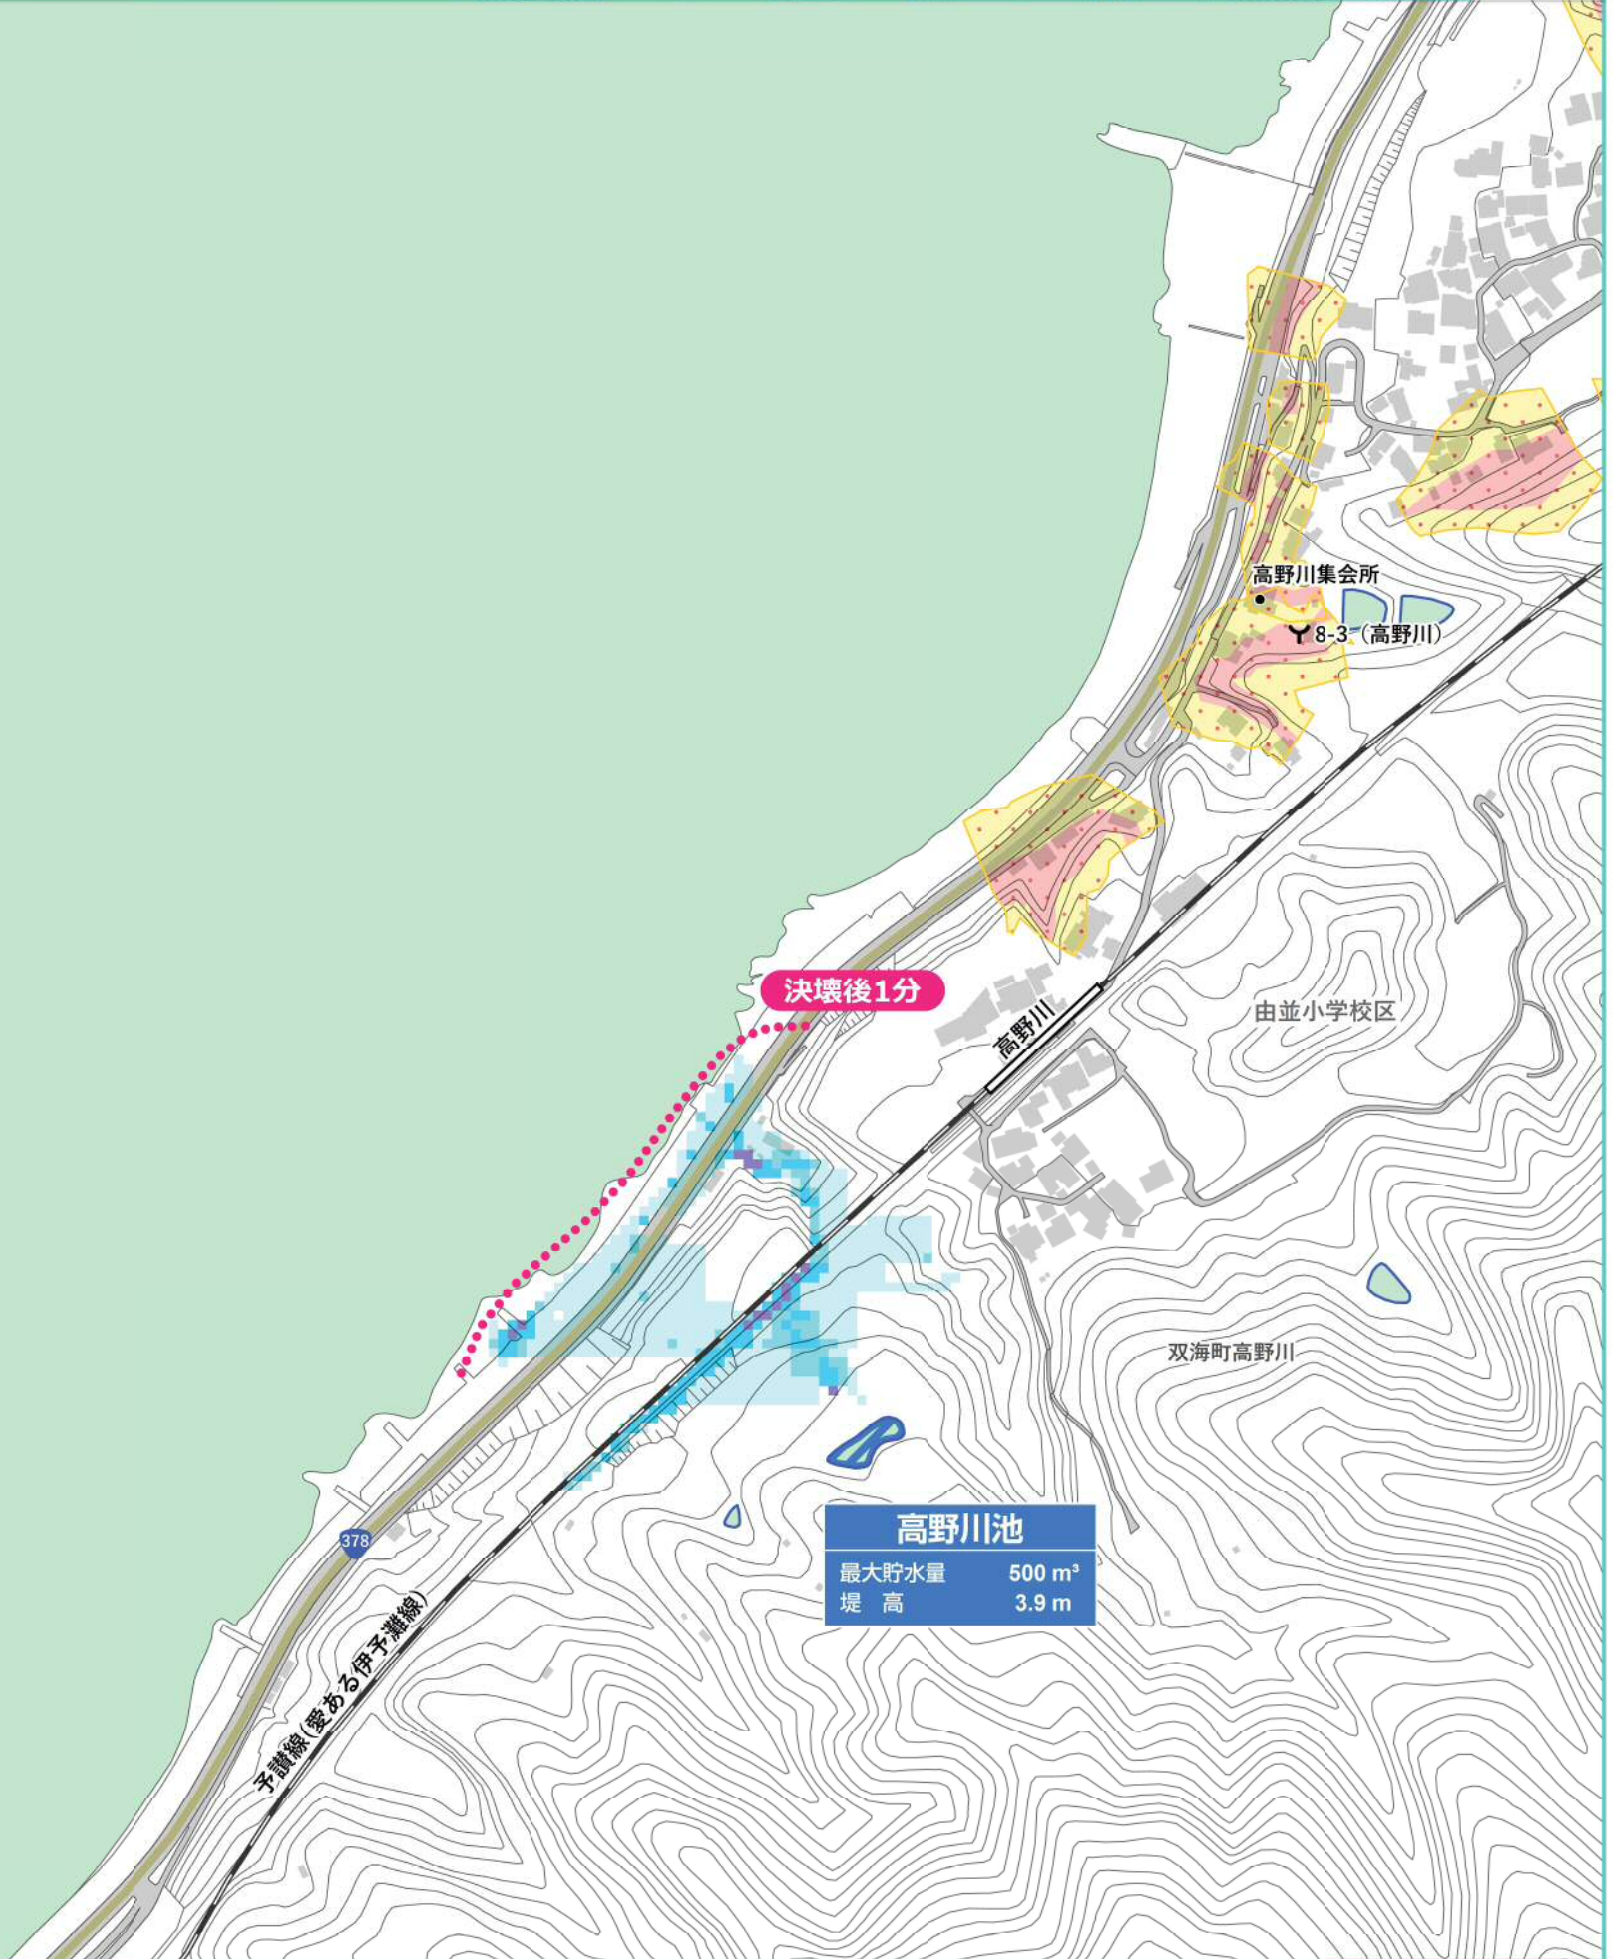 高野川集会所
8-3（高野川）
決壊後1分
高野川
由並小学校区
双海町高野川
高野川池
最大貯水量 500 m³
堤 高 3.9 m
378
予讃線(愛ある伊予灘線)